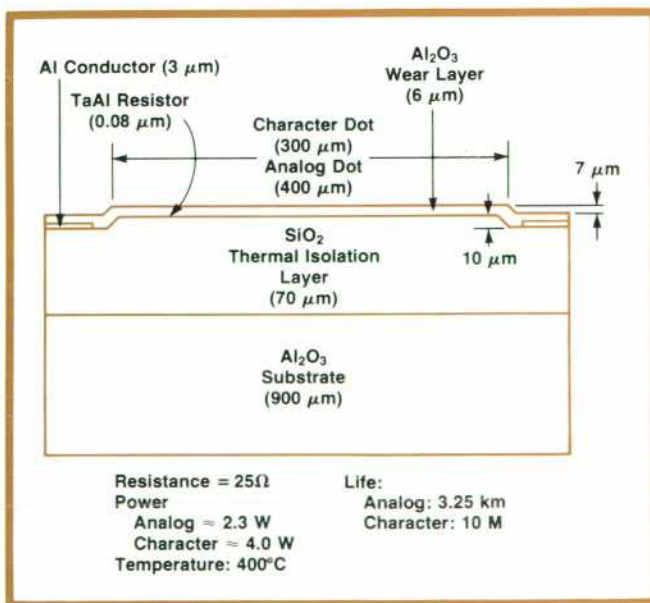 Al Conductor (3 μm)
TaAl Resistor
(0.08 μm)
Al₂O₃
Wear Layer
(6 μm)
Character Dot
(300 μm)
Analog Dot
(400 μm)
7 μm
10 μm
SiO₂
Thermal Isolation
Layer
(70 μm)
Al₂O₃
Substrate
(900 μm)
Resistance = 25Ω
Power
Analog ≈ 2.3 W
Character ≈ 4.0 W
Temperature: 400°C
Life:
Analog: 3.25 km
Character: 10 M